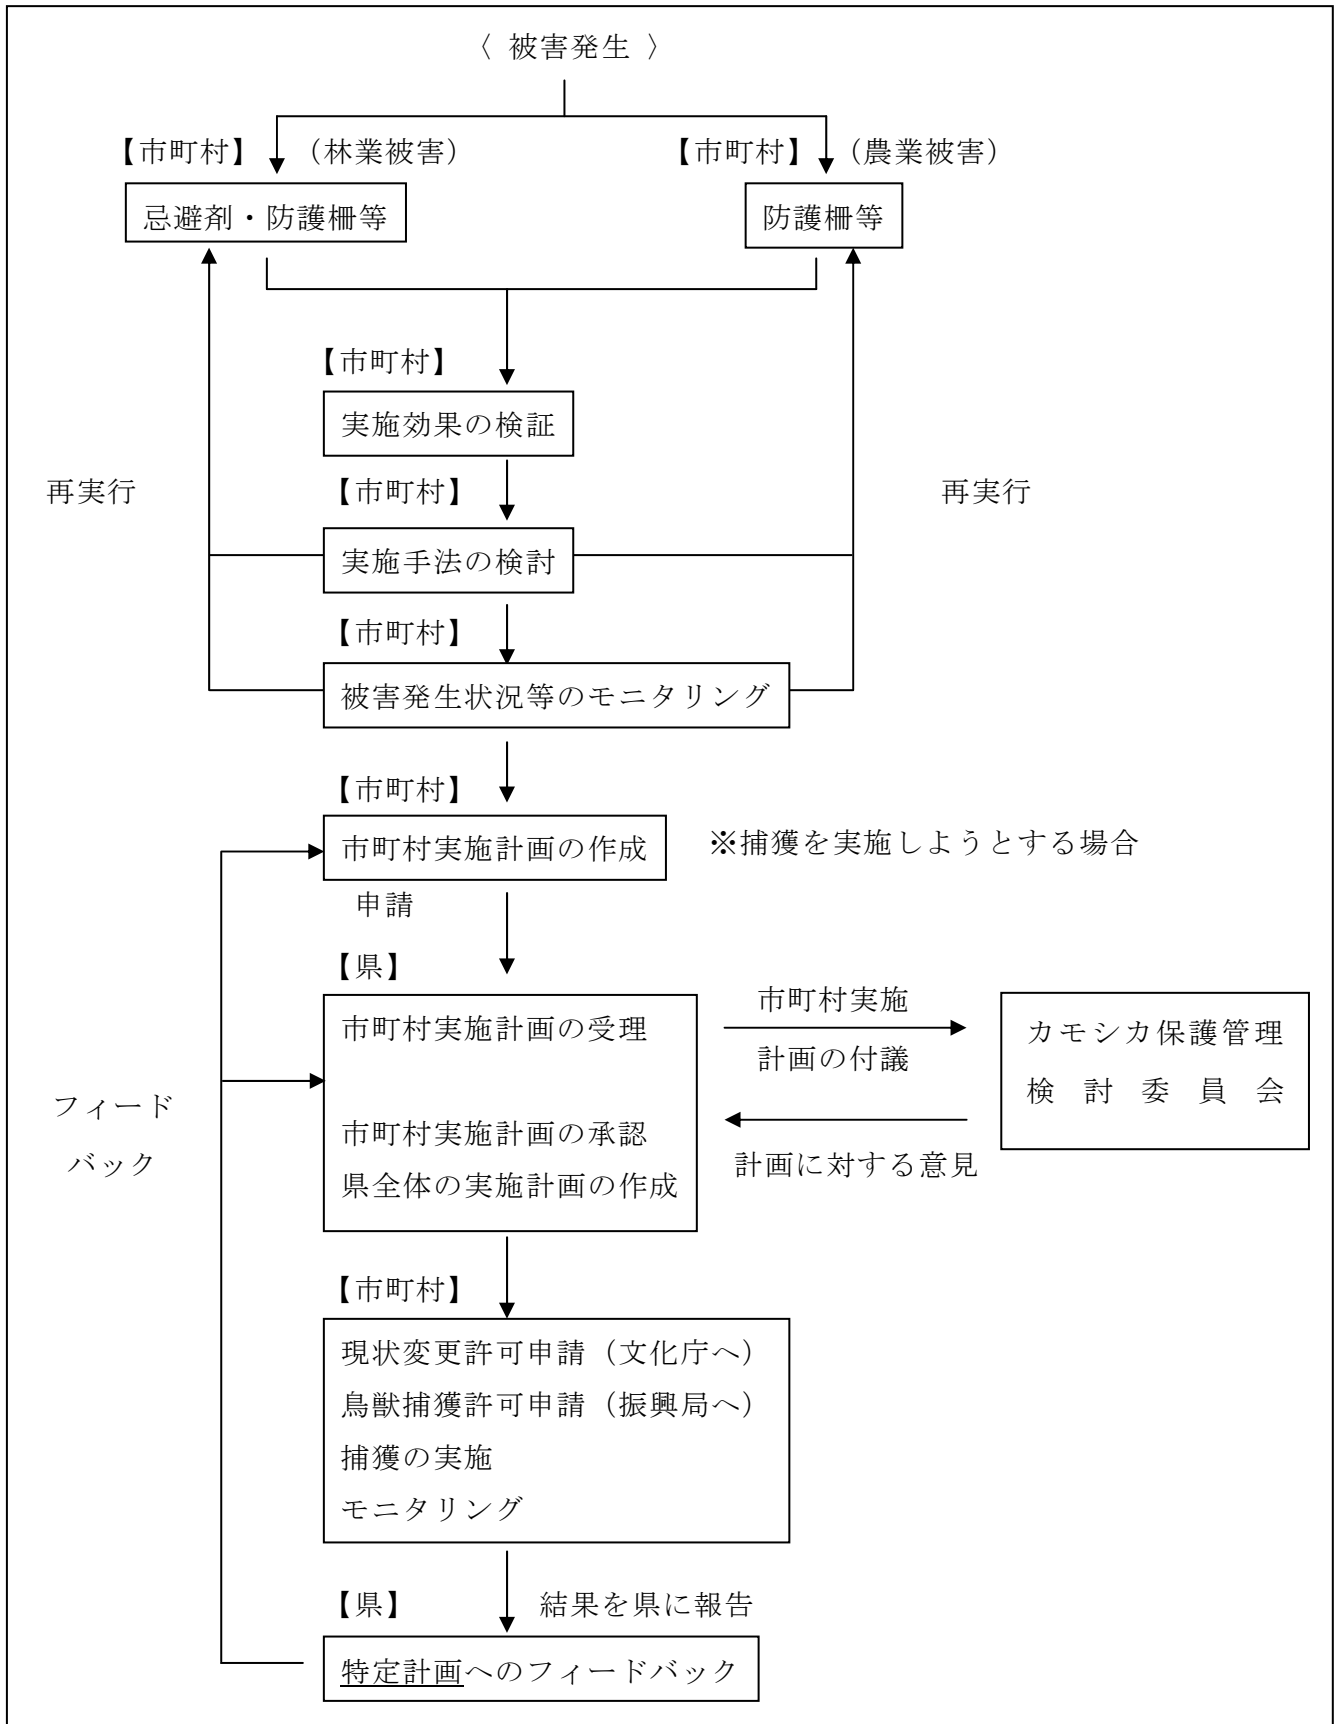 〈 被害発生 〉
【市町村】 （林業被害）
【市町村】 （農業被害）
忌避剤・防護柵等
防護柵等
【市町村】
実施効果の検証
再実行
【市町村】
再実行
実施手法の検討
【市町村】
被害発生状況等のモニタリング
【市町村】
市町村実施計画の作成
※捕獲を実施しようとする場合
申請
【県】
市町村実施計画の受理
市町村実施計画の承認
県全体の実施計画の作成
市町村実施
計画の付議
カモシカ保護管理
検 討 委 員 会
計画に対する意見
フィード
バック
【市町村】
現状変更許可申請（文化庁へ）
鳥獣捕獲許可申請（振興局へ）
捕獲の実施
モニタリング
【県】
結果を県に報告
特定計画へのフィードバック